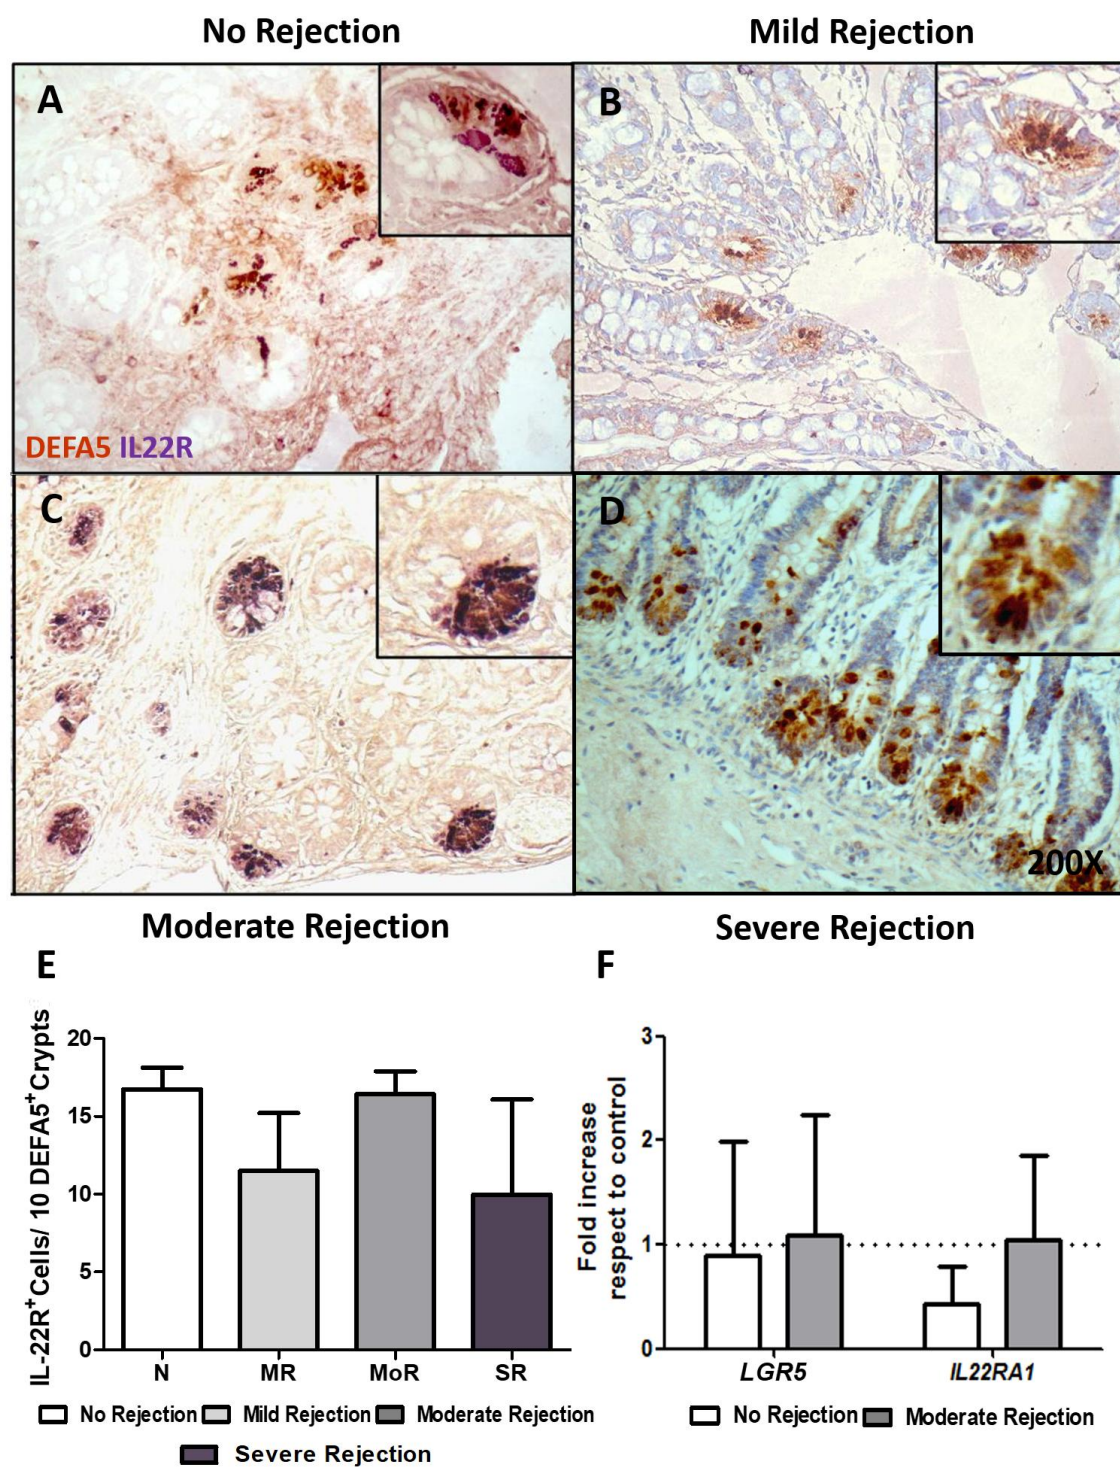 No Rejection
Mild Rejection
A
B
DEFA5 IL22R
C
D
200X
Moderate Rejection
Severe Rejection
E
F
IL-22R+Cells/ 10 DEFA5+Crypts
20
15
10
5
0
N
MR
MoR
SR
No Rejection
Mild Rejection
Moderate Rejection
Severe Rejection
Fold increase
respect to control
3
2
1
0
LGR5
IL22RA1
No Rejection
Moderate Rejection